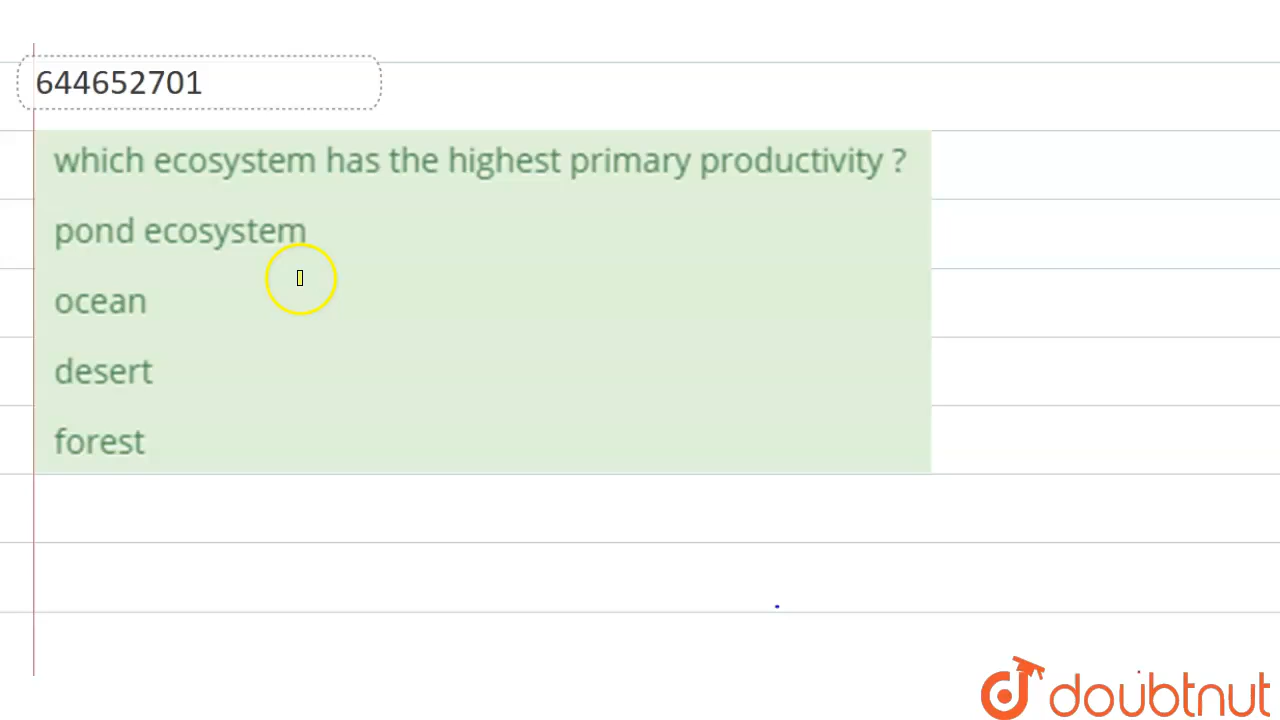 644652701
which ecosystem has the highest primary productivity ?
pond ecosystem
ocean
desert
forest
doubtnut